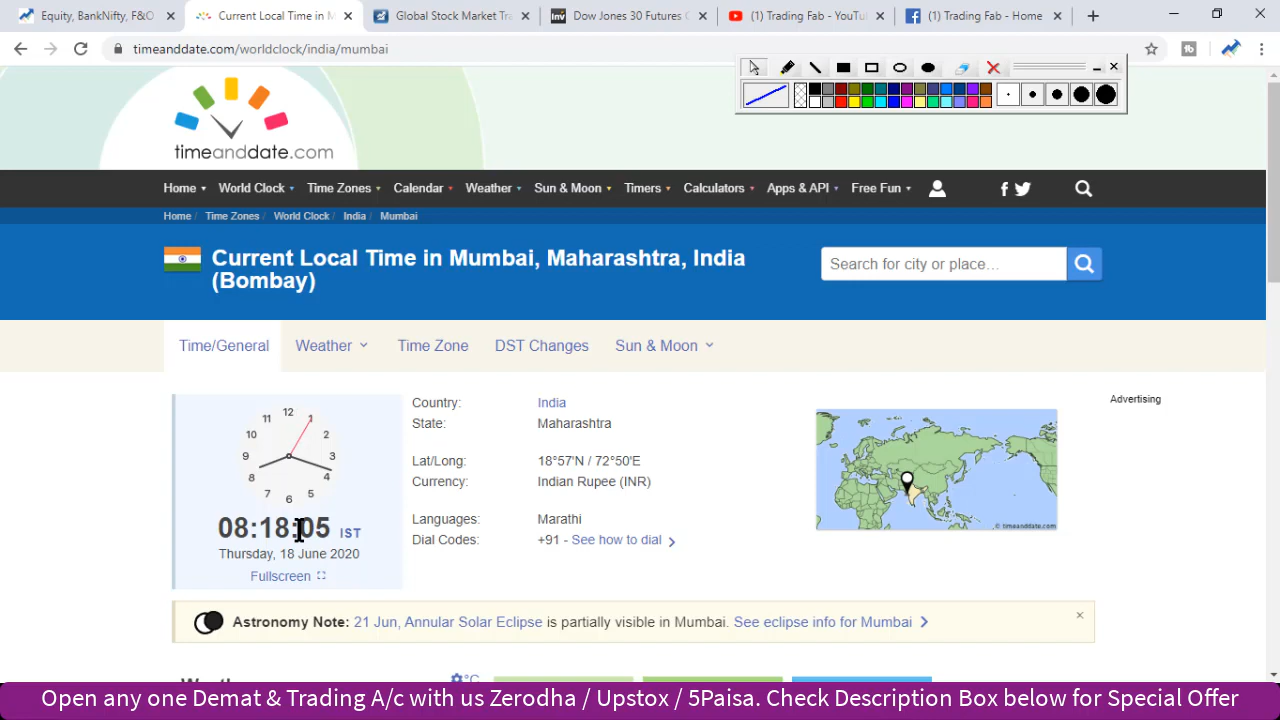 Equity, BankNifty, F&O
Current Local Time in M
Global Stock Market Tra
Dow Jones 30 Futures C
(1) Trading Fab - YouTu
(1) Trading Fab - Home
timeanddate.com/worldclock/india/mumbai
timeanddate.com
Home World Clock Time Zones Calendar Weather Sun & Moon Timers Calculators Apps & API Free Fun
Home / Time Zones / World Clock / India / Mumbai
Current Local Time in Mumbai, Maharashtra, India
(Bombay)
Search for city or place...
Time/General Weather Time Zone DST Changes Sun & Moon
12
11 1
10 2
9 3
8 4
7 5
6
08:18:05 IST
Thursday, 18 June 2020
Fullscreen
Country: India
State: Maharashtra
Lat/Long: 18°57'N / 72°50'E
Currency: Indian Rupee (INR)
Languages: Marathi
Dial Codes: +91 - See how to dial
© timeanddate.com
Advertising
Astronomy Note: 21 Jun, Annular Solar Eclipse is partially visible in Mumbai. See eclipse info for Mumbai
°C
Open any one Demat & Trading A/c with us Zerodha / Upstox / 5Paisa. Check Description Box below for Special Offer